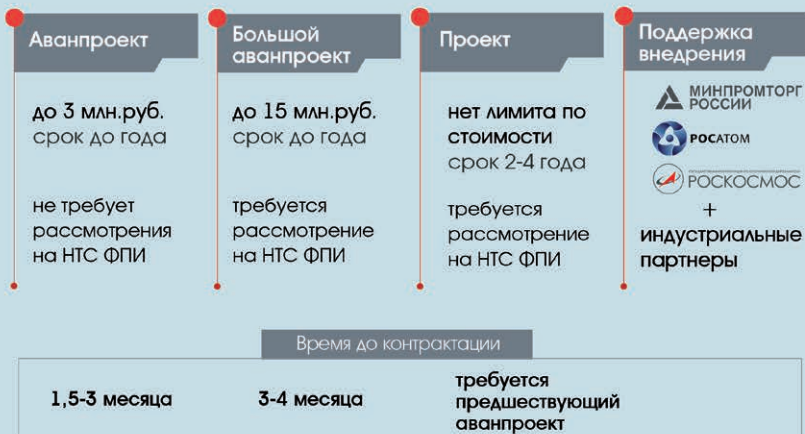 Аванпроект
до 3 млн.руб.
срок до года
не требует
рассмотрения
на НТС ФПИ
Большой
аванпроект
до 15 млн.руб.
срок до года
требуется
рассмотрение
на НТС ФПИ
Проект
нет лимита по
стоимости
срок 2-4 года
требуется
рассмотрение
на НТС ФПИ
Поддержка
внедрения
МИНПРОМТОРГ
РОССИИ
РОСАТОМ
РОСКОСМОС
+
индустриальные
партнеры
Время до контрактации
1,5-3 месяца
3-4 месяца
требуется
предшествующий
аванпроект